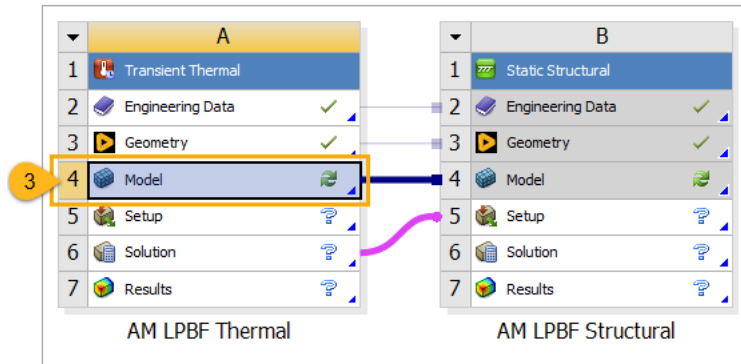 A
1 Transient Thermal
2 Engineering Data
3 Geometry
3 4 Model
5 Setup ?
6 Solution ?
7 Results ?
AM LPBF Thermal
B
1 Static Structural
2 Engineering Data
3 Geometry
4 Model
5 Setup ?
6 Solution ?
7 Results ?
AM LPBF Structural